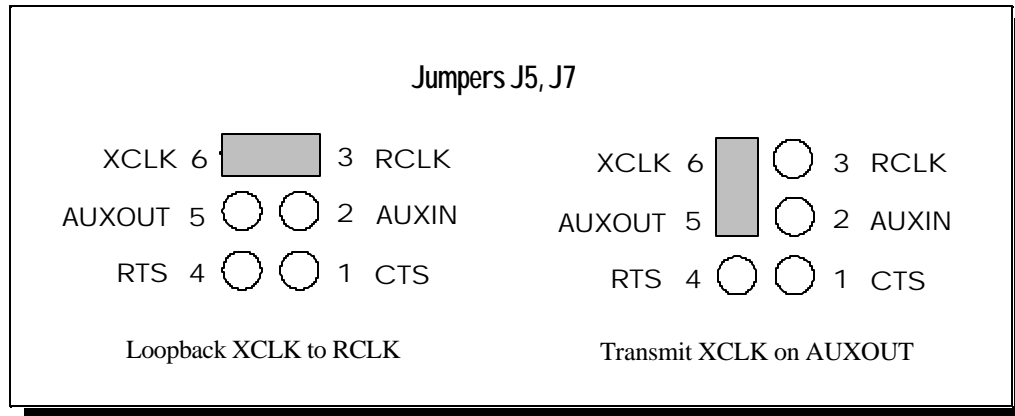 Jumpers J5, J7
XCLK 6 3 RCLK
AUXOUT 5 2 AUXIN
RTS 4 1 CTS
Loopback XCLK to RCLK
XCLK 6 3 RCLK
AUXOUT 5 2 AUXIN
RTS 4 1 CTS
Transmit XCLK on AUXOUT